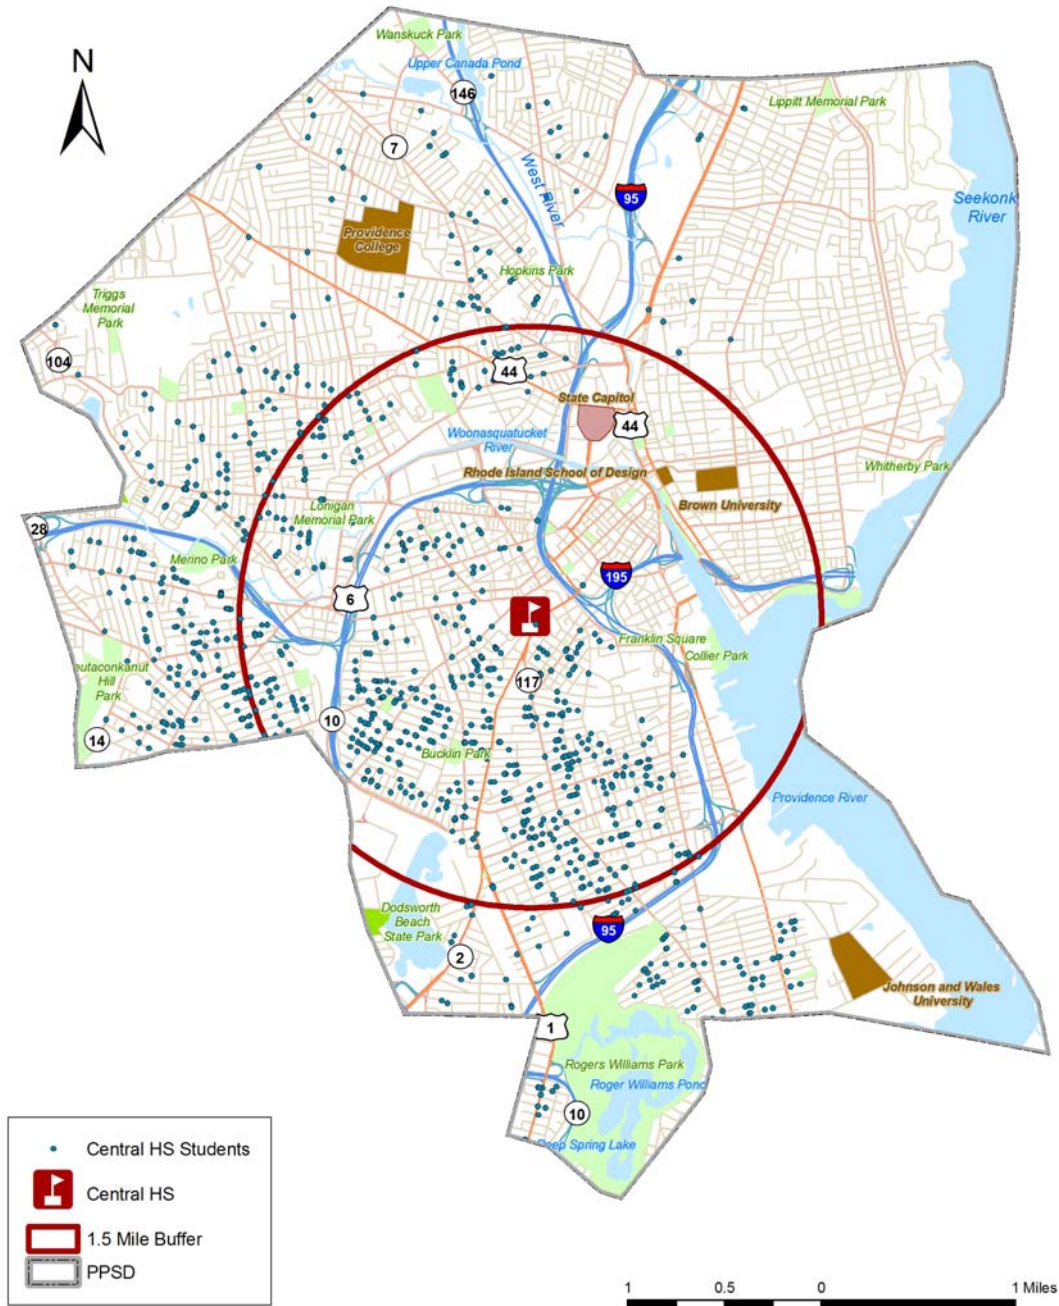 N
Wanskuck Park
Upper Canada Pond
146
Lippitt Memorial Park
7
West River
95
Seekonk
River
Providence
College
Hopkins Park
Triggs
Memorial
Park
104
44
State Capitol
44
Woonasquatucket
River
Rhode Island School of Design
Whitherby Park
Brown University
Lonigan
Memorial Park
28
Merino Park
195
6
Franklin Square
Collier Park
utaconkanut
Hill
Park
117
10
14
Bucklin Park
Providence River
Dodsworth
Beach
State Park
95
2
Johnson and Wales
University
1
Rogers Williams Park
Roger Williams Pond
10
Deep Spring Lake
Central HS Students
Central HS
1.5 Mile Buffer
PPSD
1 0.5 0 1 Miles